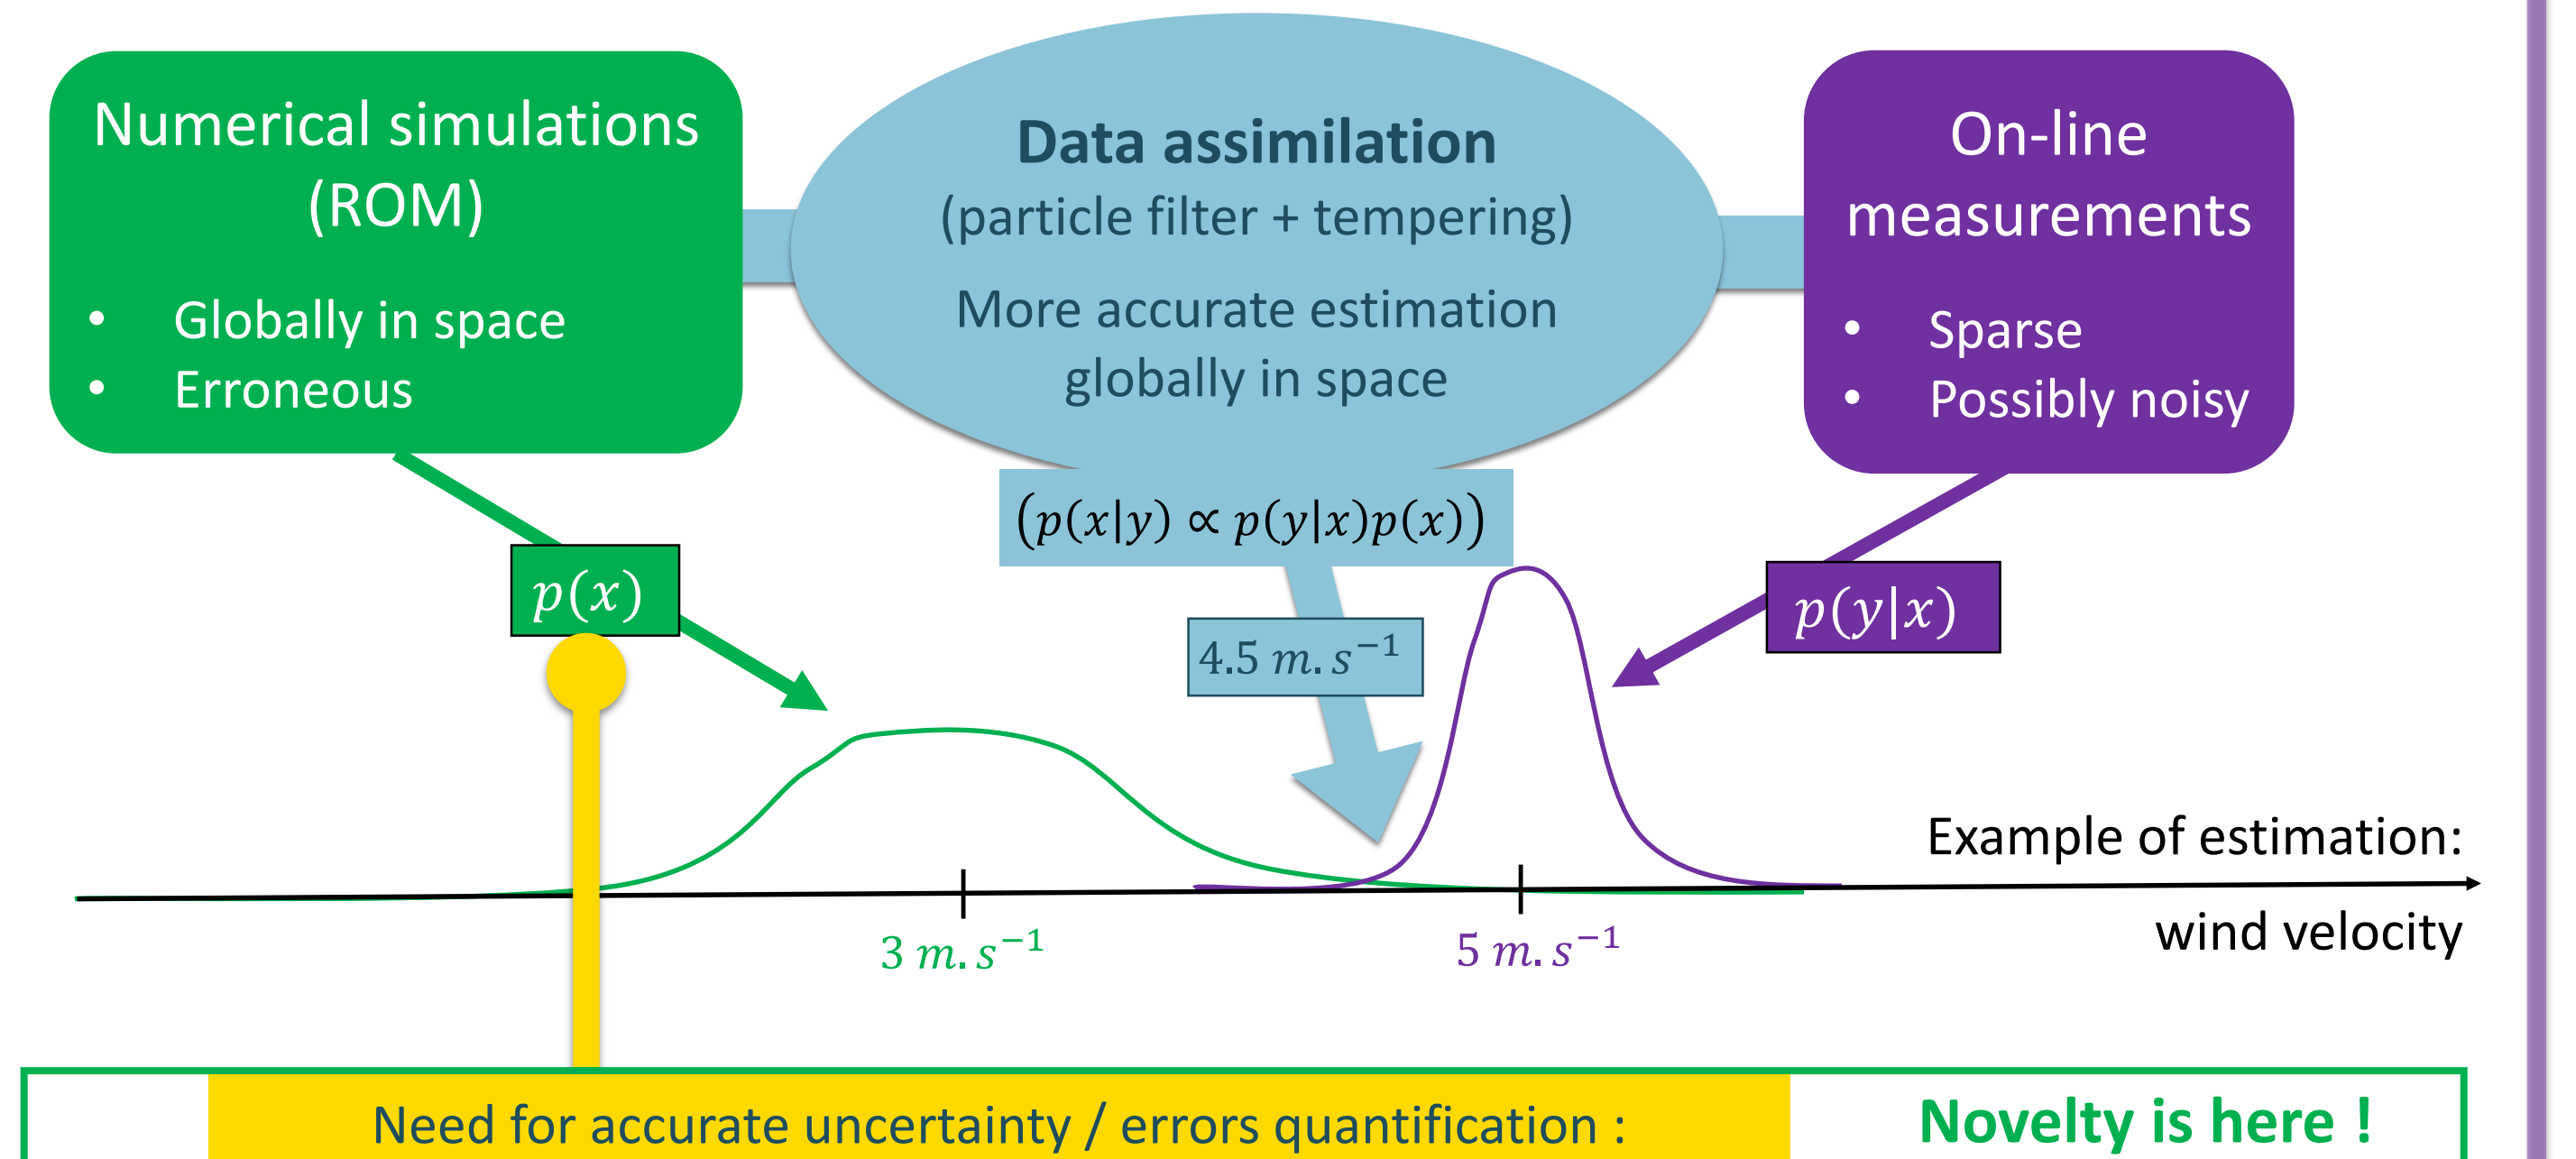 Numerical simulations
(ROM)
• Globally in space
• Erroneous
Data assimilation
(particle filter + tempering)
More accurate estimation
globally in space
(p(x|y) ∝ p(y|x)p(x))
On-line
measurements
• Sparse
• Possibly noisy
p(x)
4.5 m.s⁻¹
p(y|x)
3 m.s⁻¹
5 m.s⁻¹
Example of estimation:
wind velocity
Need for accurate uncertainty / errors quantification :
Novelty is here !